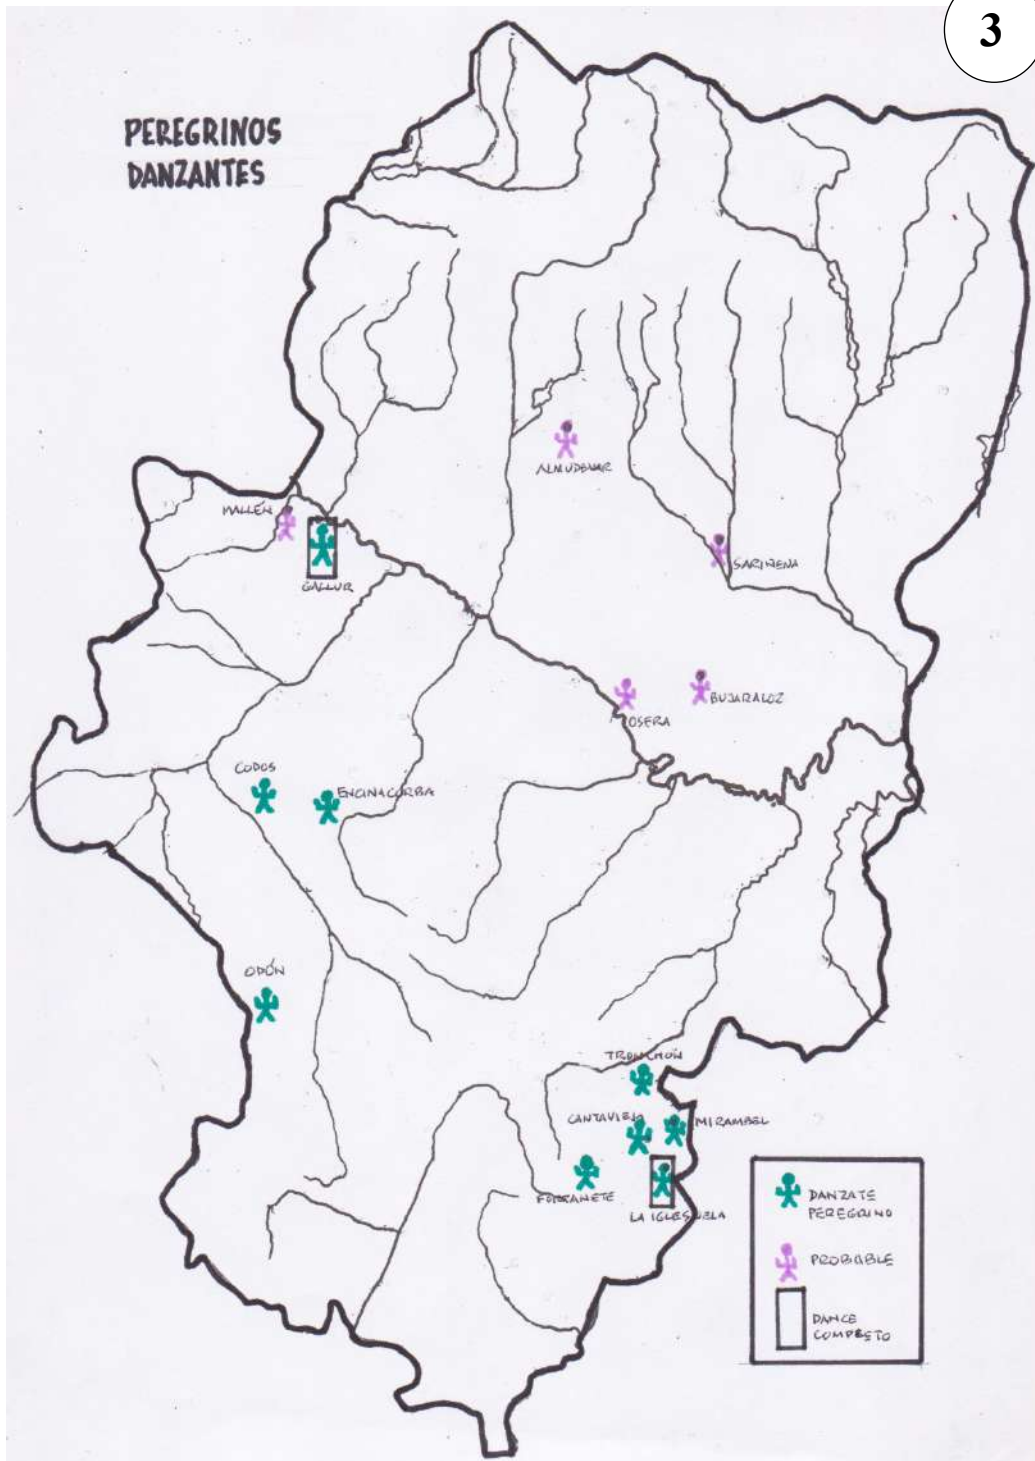 3
PEREGRINOS
DANZANTES
ALMUDEVAR
MALLÉN
GALLUR
SARIÑENA
BUJARALOZ
OSERA
CODOS
ENCINACORBA
ODÓN
TRONCHÓN
CANTAVIEJA
MIRAMBEL
FORTANETE
LA IGLESUELA
DANZATE
PEREGRINO
PROBABLE
DANCE
COMPLETO